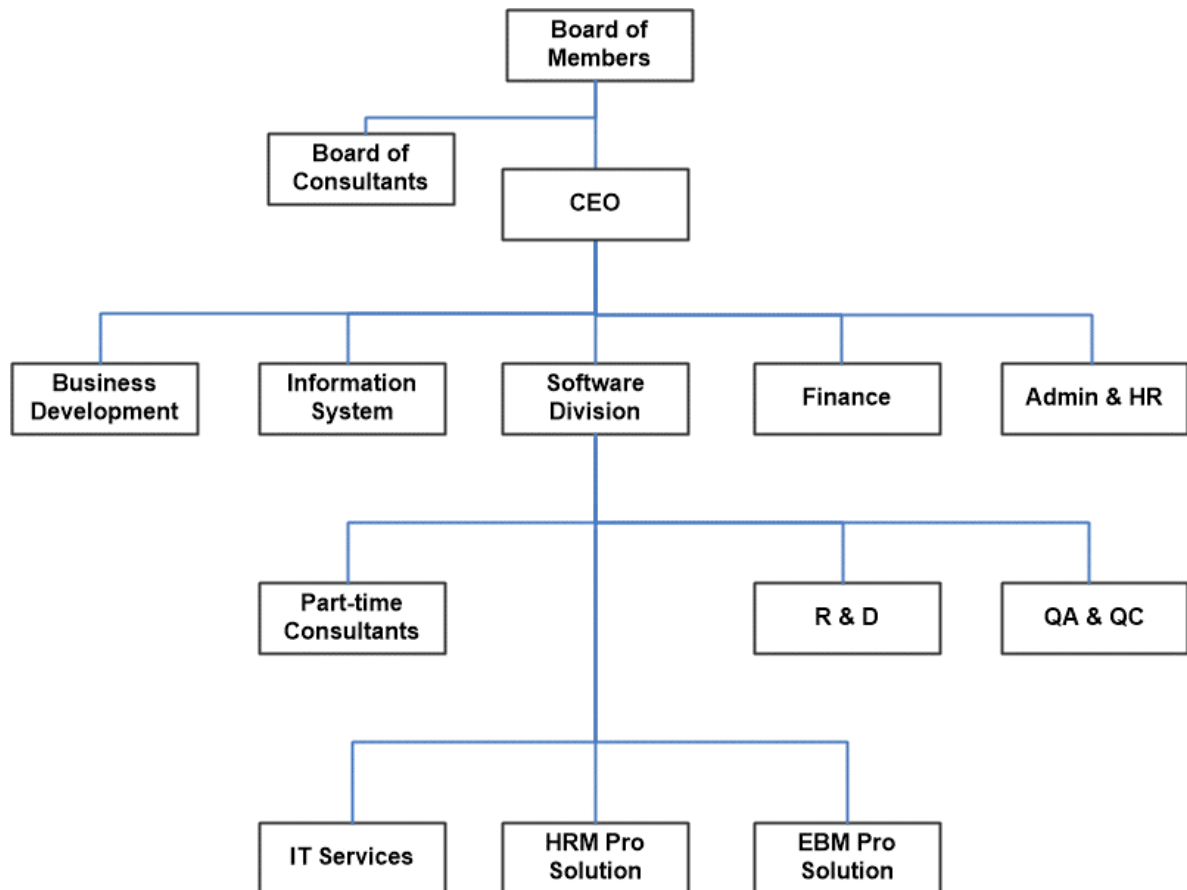 Board of
Members
Board of
Consultants
CEO
Business
Development
Information
System
Software
Division
Finance
Admin & HR
Part-time
Consultants
R & D
QA & QC
IT Services
HRM Pro
Solution
EBM Pro
Solution